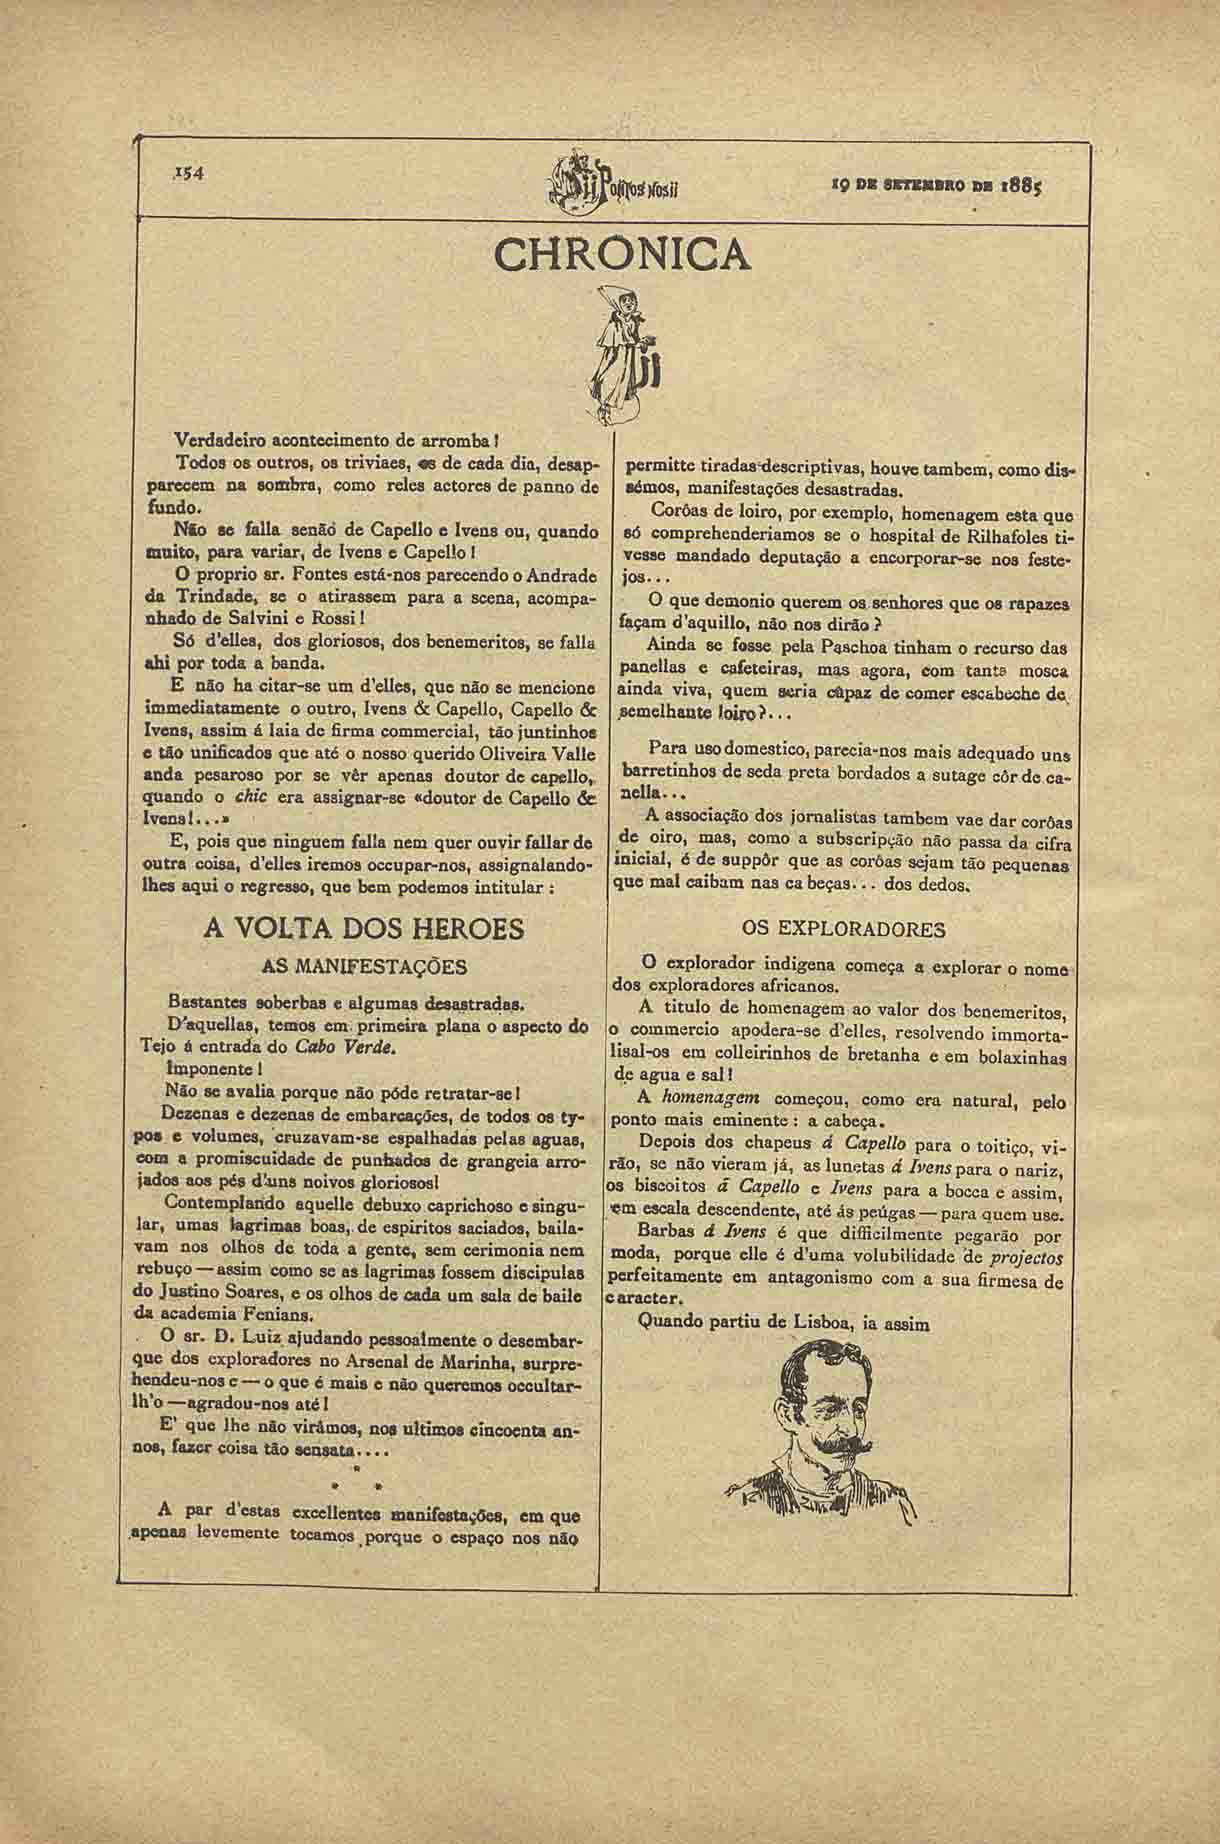 154
Pontos nos ii
19 DE SETEMBRO DE 1885
CHRONICA
Verdadeiro acontecimento de arromba!
Todos os outros, os triviaes, os de cada dia, desap-
parecem na sombra, como reles actores de panno de
fundo.
Não se falla senão de Capello e Ivens ou, quando
muito, para variar, de Ivens e Capello!
O proprio sr. Fontes está-nos parecendo o Andrade
da Trindade, se o atirassem para a scena, acompa-
nhado de Salvini e Rossi!
Só d'elles, dos gloriosos, dos benemeritos, se falla
ahi por toda a banda.
E não ha citar-se um d'elles, que não se mencione
immediatamente o outro, Ivens & Capello, Capello &
Ivens, assim á laia de firma commercial, tão juntinhos
e tão unificados que até o nosso querido Oliveira Valle
anda pesaroso por se vêr apenas doutor de capello,
quando o chic era assignar-se «doutor de Capello &
Ivens!...»
E, pois que ninguem falla nem quer ouvir fallar de
outra coisa, d'elles iremos occupar-nos, assignalando-
lhes aqui o regresso, que bem podemos intitular:
A VOLTA DOS HEROES
AS MANIFESTAÇÕES
Bastantes soberbas e algumas desastradas.
D'aquellas, temos em primeira plana o aspecto do
Tejo á entrada do Cabo Verde.
Imponente!
Não se avalia porque não póde retratar-se!
Dezenas e dezenas de embarcações, de todos os ty-
pos e volumes, cruzavam-se espalhadas pelas aguas,
com a promiscuidade de punhados de grangeia arro-
jados aos pés d'uns noivos gloriosos!
Contemplando aquelle debuxo caprichoso e singu-
lar, umas lagrimas boas, de espiritos saciados, baila-
vam nos olhos de toda a gente, sem cerimonia nem
rebuço—assim como se as lagrimas fossem discipulas
do Justino Soares, e os olhos de cada um sala de baile
da academia Fenians.
O sr. D. Luiz ajudando pessoalmente o desembar-
que dos exploradores no Arsenal de Marinha, surpre-
hendeu-nos e—o que é mais e não queremos occultar-
lh'o—agradou-nos até!
E' que lhe não virâmos, nos ultimos cincoenta an-
nos, fazer coisa tão sensata....
*
* *
A par d'estas excellentes manifestações, em que
apenas levemente tocamos porque o espaço nos não
permitte tiradas descriptivas, houve tambem, como dis-
sémos, manifestações desastradas.
Corôas de loiro, por exemplo, homenagem esta que
só comprehenderiamos se o hospital de Rilhafoles ti-
vesse mandado deputação a encorporar-se nos feste-
jos...
O que demonio querem os senhores que os rapazes
façam d'aquillo, não nos dirão?
Ainda se fosse pela Paschoa tinham o recurso das
panellas e cafeteiras, mas agora, com tanta mosca
ainda viva, quem seria capaz de comer escabeche de
semelhante loiro?...
Para uso domestico, parecia-nos mais adequado uns
barretinhos de seda preta bordados a sutage côr de ca-
nella...
A associação dos jornalistas tambem vae dar corôas
de oiro, mas, como a subscripção não passa da cifra
inicial, é de suppôr que as corôas sejam tão pequenas
que mal caibam nas cabeças... dos dedos.
OS EXPLORADORES
O explorador indigena começa a explorar o nome
dos exploradores africanos.
A titulo de homenagem ao valor dos benemeritos,
o commercio apodera-se d'elles, resolvendo immorta-
lisal-os em colleirinhos de bretanha e em bolaxinhas
de agua e sal!
A homenagem começou, como era natural, pelo
ponto mais eminente: a cabeça.
Depois dos chapeus á Capello para o toitiço, vi-
rão, se não vieram já, as lunetas á Ivens para o nariz,
os biscoitos á Capello e Ivens para a bocca e assim,
em escala descendente, até ás peúgas—para quem use.
Barbas á Ivens é que difficilmente pegarão por
moda, porque elle é d'uma volubilidade de projectos
perfeitamente em antagonismo com a sua firmesa de
caracter.
Quando partiu de Lisboa, ia assim